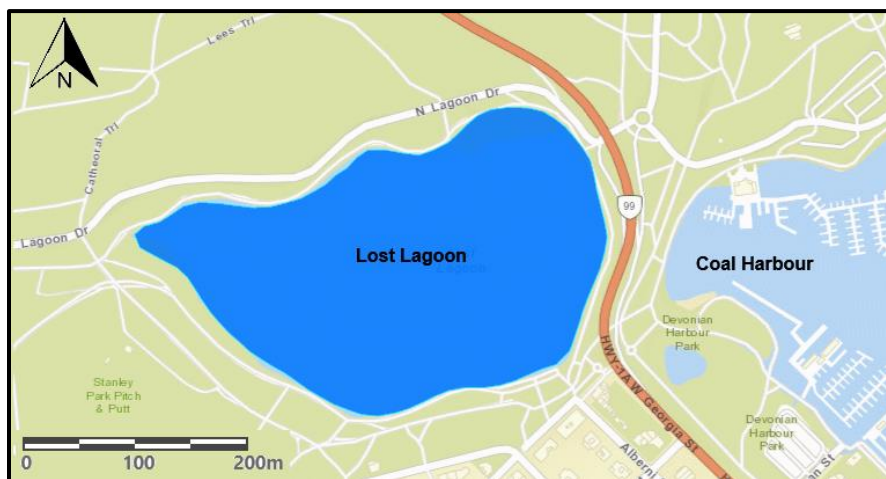 Lees Trl
N Lagoon Dr
N
Cathedral Trl
99
Lagoon Dr
Lost Lagoon
Coal Harbour
Devonian
Harbour
Park
HWY-1A W Georgia St
Stanley
Park Pitch
& Putt
Devonian
Harbour
Park
Alberni
0 100 200m